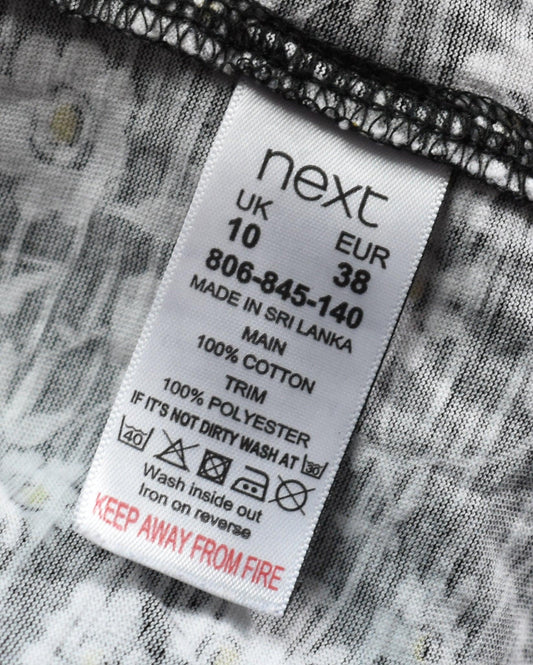 next
UK EUR
10 38
806-845-140
MADE IN SRI LANKA
MAIN
100% COTTON
TRIM
100% POLYESTER
IF IT'S NOT DIRTY WASH AT 30
40
Wash inside out
Iron on reverse
KEEP AWAY FROM FIRE